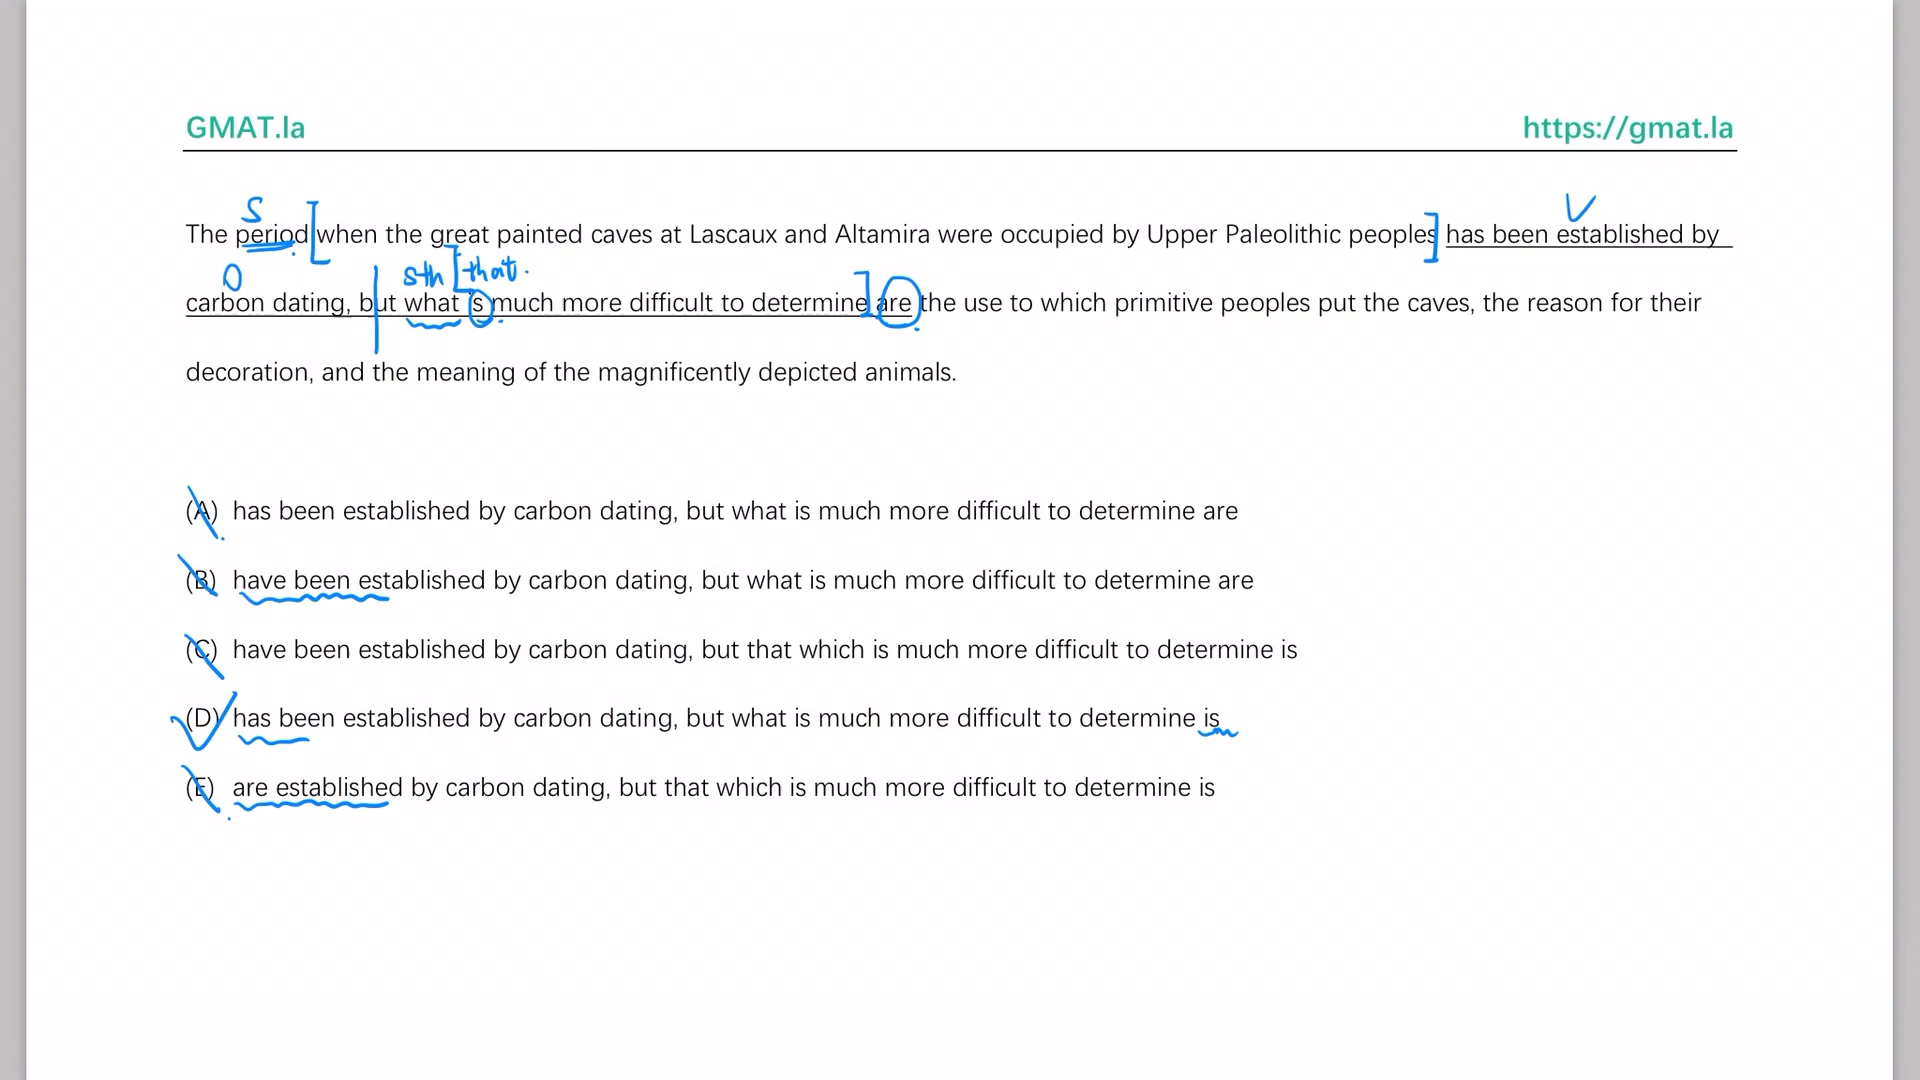 GMAT.la https://gmat.la
S V
The period when the great painted caves at Lascaux and Altamira were occupied by Upper Paleolithic peoples has been established by
O sth that.
carbon dating, but what is much more difficult to determine are the use to which primitive peoples put the caves, the reason for their
decoration, and the meaning of the magnificently depicted animals.
(A) has been established by carbon dating, but what is much more difficult to determine are
(B) have been established by carbon dating, but what is much more difficult to determine are
(C) have been established by carbon dating, but that which is much more difficult to determine is
(D) has been established by carbon dating, but what is much more difficult to determine is
(E) are established by carbon dating, but that which is much more difficult to determine is